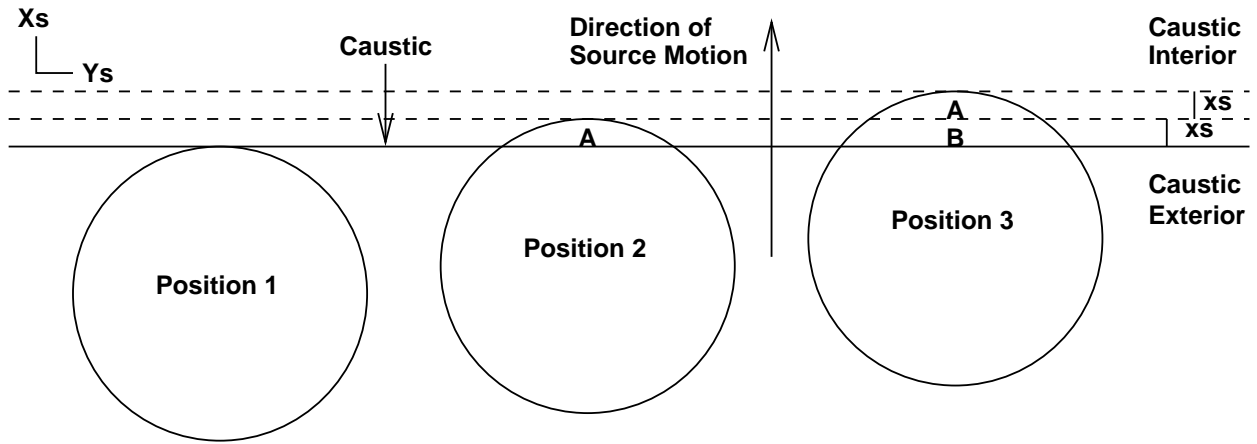 Xs
Ys
Caustic
Direction of
Source Motion
Caustic
Interior
xs
xs
A
A
B
Caustic
Exterior
Position 1
Position 2
Position 3